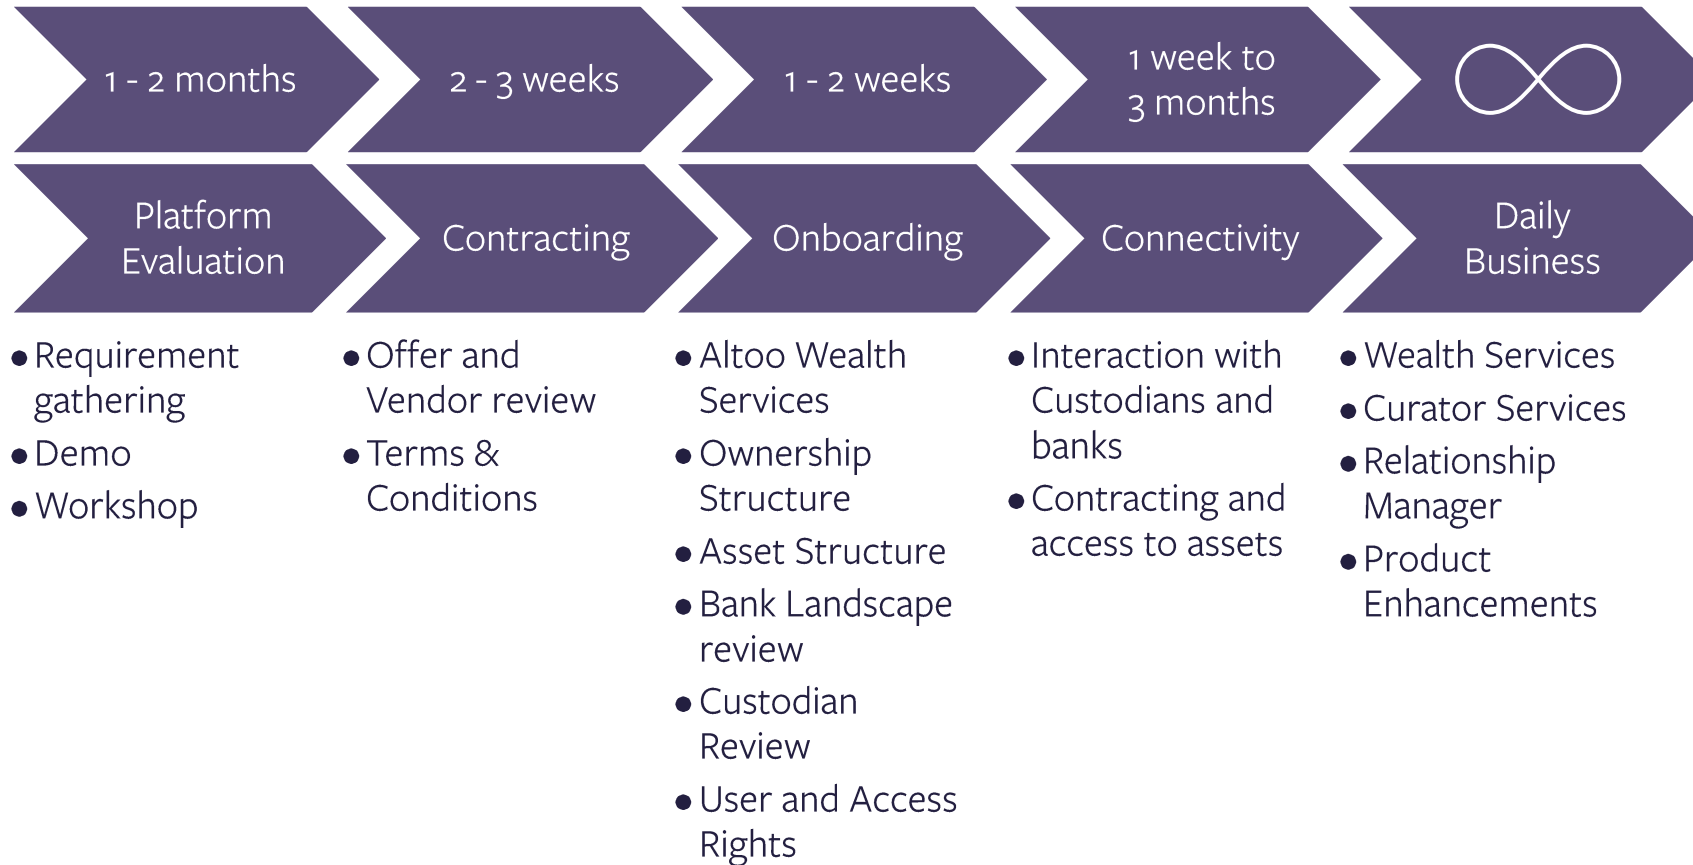 1 - 2 months
2 - 3 weeks
1 - 2 weeks
1 week to
3 months
Platform
Evaluation
Contracting
Onboarding
Connectivity
Daily
Business
● Requirement
gathering
● Demo
● Workshop
● Offer and
Vendor review
● Terms &
Conditions
● Altoo Wealth
Services
● Ownership
Structure
● Asset Structure
● Bank Landscape
review
● Custodian
Review
● User and Access
Rights
● Interaction with
Custodians and
banks
● Contracting and
access to assets
● Wealth Services
● Curator Services
● Relationship
Manager
● Product
Enhancements